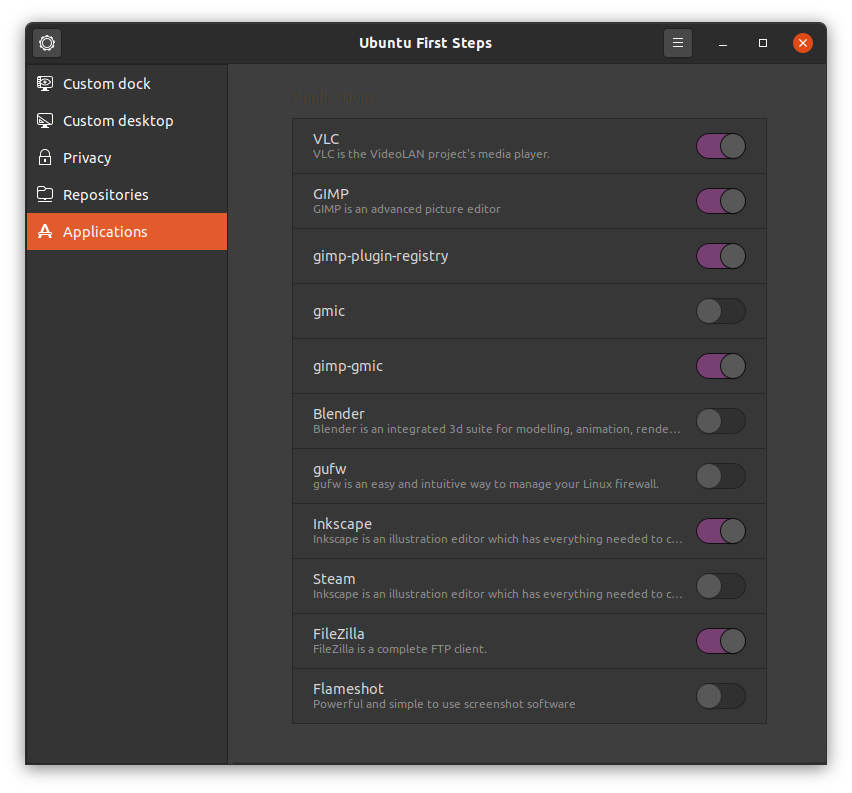 Ubuntu First Steps
Custom dock
Custom desktop
Privacy
Repositories
Applications
Applications
VLC
VLC is the VideoLAN project's media player.
GIMP
GIMP is an advanced picture editor
gimp-plugin-registry
gmic
gimp-gmic
Blender
Blender is an integrated 3d suite for modelling, animation, rende…
gufw
gufw is an easy and intuitive way to manage your Linux firewall.
Inkscape
Inkscape is an illustration editor which has everything needed to c…
Steam
Inkscape is an illustration editor which has everything needed to c…
FileZilla
FileZilla is a complete FTP client.
Flameshot
Powerful and simple to use screenshot software